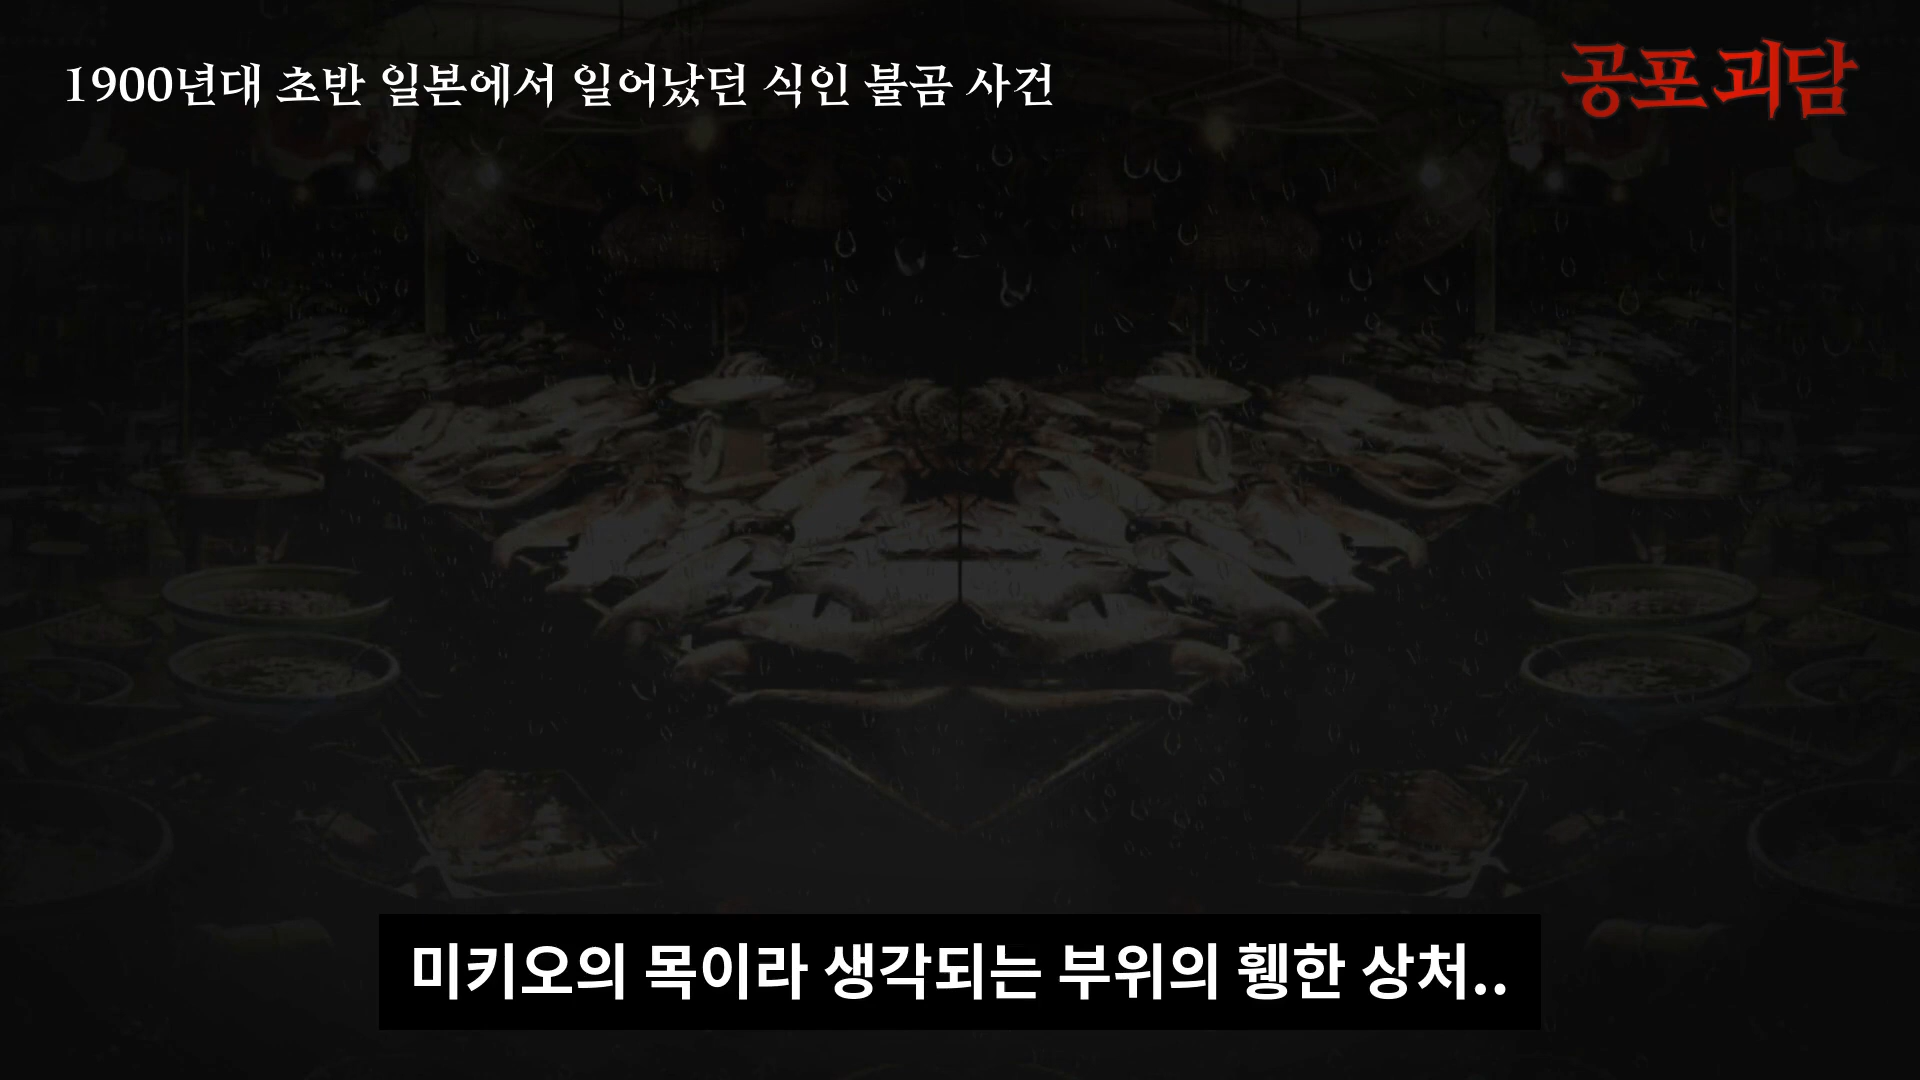 1900년대 초반 일본에서 일어났던 식인 불곰 사건
공포 괴담
미키오의 목이라 생각되는 부위의 휑한 상처..